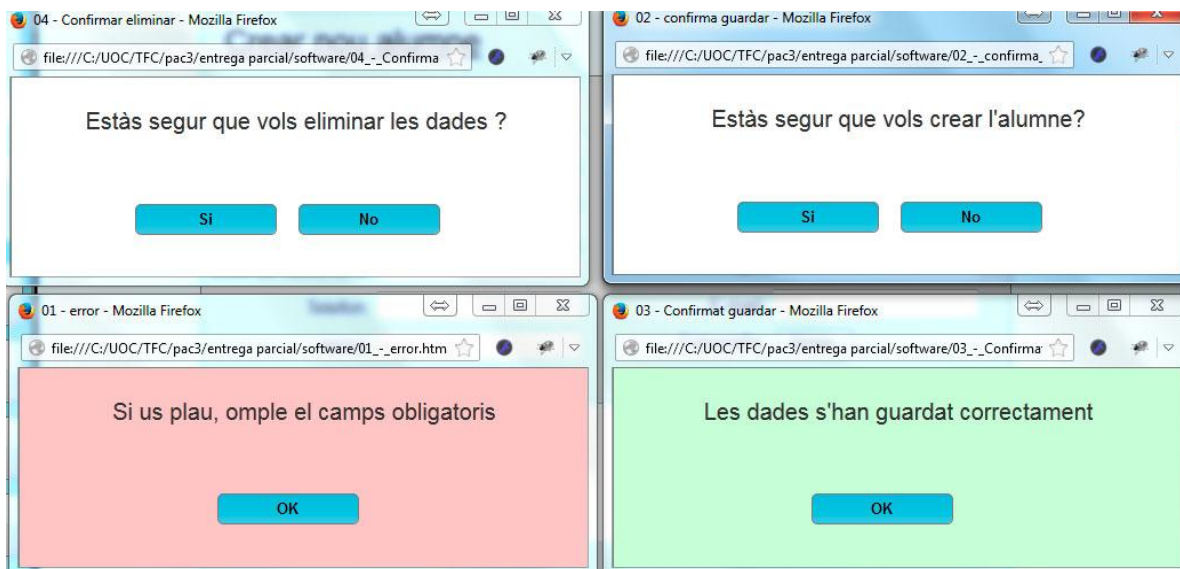 04 - Confirmar eliminar - Mozilla Firefox
Crear nou alumne
file:///C:/UOC/TFC/pac3/entrega parcial/software/04_-_Confirma
Estàs segur que vols eliminar les dades ?
Si
No
02 - confirma guardar - Mozilla Firefox
file:///C:/UOC/TFC/pac3/entrega parcial/software/02_-_confirma_
Estàs segur que vols crear l'alumne?
Si
No
01 - error - Mozilla Firefox
file:///C:/UOC/TFC/pac3/entrega parcial/software/01_-_error.htm
Si us plau, omple el camps obligatoris
OK
03 - Confirmat guardar - Mozilla Firefox
file:///C:/UOC/TFC/pac3/entrega parcial/software/03_-_Confirma
Les dades s'han guardat correctament
OK